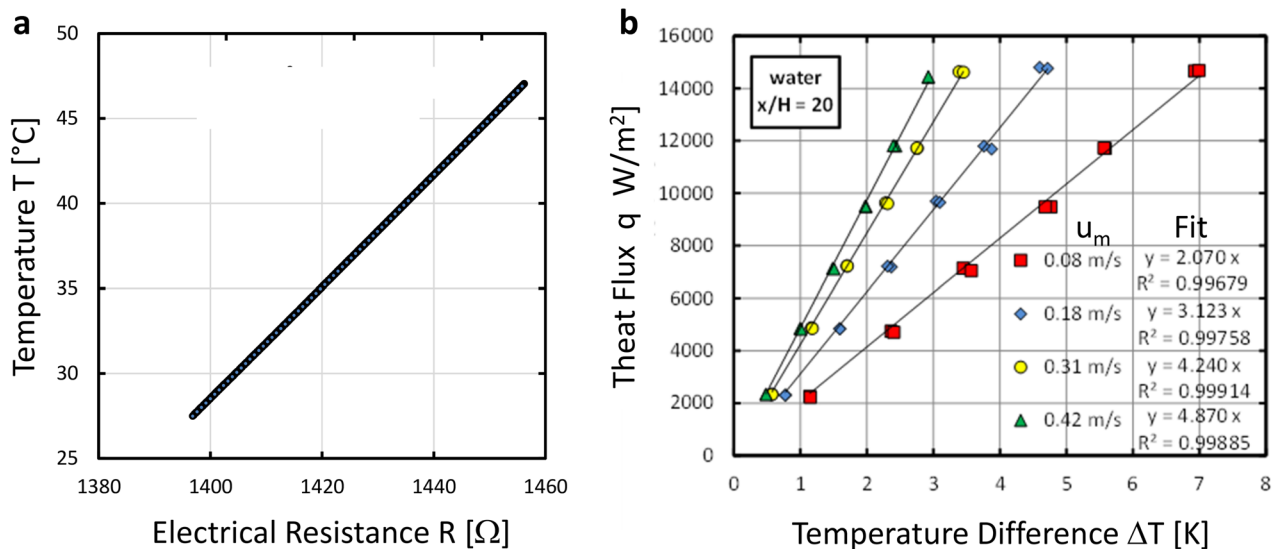 a
50
45
40
35
30
25
1380
1400
1420
1440
1460
Temperature T [°C]
Electrical Resistance R [Ω]
b
16000
14000
12000
10000
8000
6000
4000
2000
0
0
1
2
3
4
5
6
7
8
Theat Flux q W/m²]
Temperature Difference ΔT [K]
water
x/H = 20
uₘ Fit
0.08 m/s y = 2.070 x
R² = 0.99679
0.18 m/s y = 3.123 x
R² = 0.99758
0.31 m/s y = 4.240 x
R² = 0.99914
0.42 m/s y = 4.870 x
R² = 0.99885